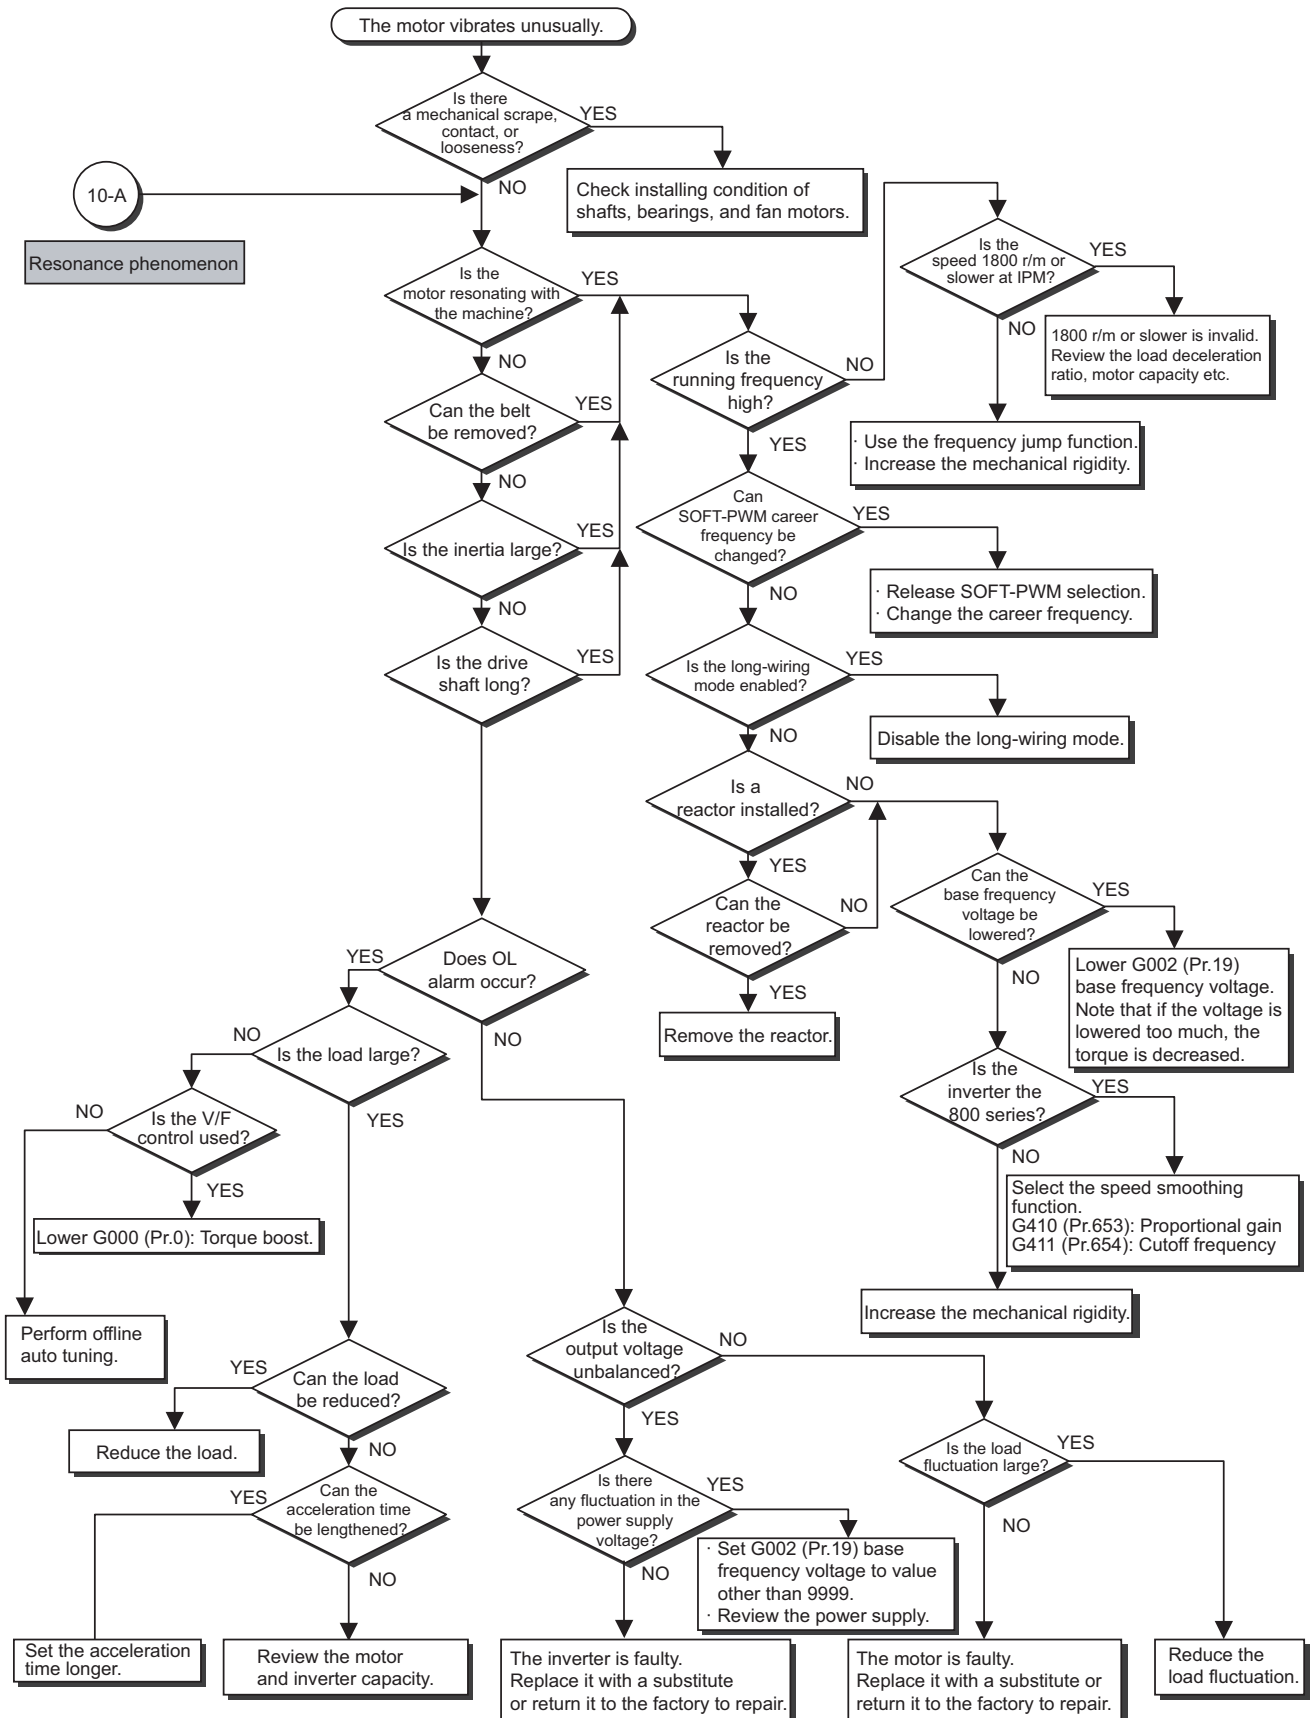 The motor vibrates unusually.
Is there
a mechanical scrape,
contact, or
looseness?
YES
NO
10-A
Resonance phenomenon
Check installing condition of
shafts, bearings, and fan motors.
Is the
motor resonating with
the machine?
YES
NO
Can the belt
be removed?
YES
NO
Is the inertia large?
YES
NO
Is the drive
shaft long?
YES
Is the
running frequency
high?
NO
YES
Is the
speed 1800 r/m or
slower at IPM?
YES
NO
1800 r/m or slower is invalid.
Review the load deceleration
ratio, motor capacity etc.
· Use the frequency jump function.
· Increase the mechanical rigidity.
Can
SOFT-PWM career
frequency be
changed?
YES
NO
· Release SOFT-PWM selection.
· Change the career frequency.
Is the long-wiring
mode enabled?
YES
NO
Disable the long-wiring mode.
Is a
reactor installed?
NO
YES
Can the
reactor be
removed?
NO
YES
Remove the reactor.
Can the
base frequency
voltage be
lowered?
YES
NO
Lower G002 (Pr.19)
base frequency voltage.
Note that if the voltage is
lowered too much, the
torque is decreased.
Is the
inverter the
800 series?
YES
NO
Select the speed smoothing
function.
G410 (Pr.653): Proportional gain
G411 (Pr.654): Cutoff frequency
Increase the mechanical rigidity.
Does OL
alarm occur?
YES
NO
Is the load large?
NO
YES
Is the V/F
control used?
NO
YES
Lower G000 (Pr.0): Torque boost.
Perform offline
auto tuning.
Can the load
be reduced?
YES
NO
Reduce the load.
Can the
acceleration time
be lengthened?
YES
NO
Set the acceleration
time longer.
Review the motor
and inverter capacity.
Is the
output voltage
unbalanced?
NO
YES
Is there
any fluctuation in the
power supply
voltage?
YES
NO
· Set G002 (Pr.19) base
frequency voltage to value
other than 9999.
· Review the power supply.
The inverter is faulty.
Replace it with a substitute
or return it to the factory to repair.
Is the load
fluctuation large?
YES
NO
The motor is faulty.
Replace it with a substitute or
return it to the factory to repair.
Reduce the
load fluctuation.